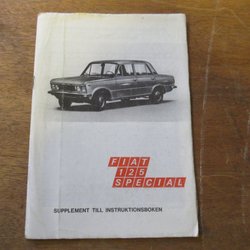 FIAT
125
SPECIAL
SUPPLEMENT TILL INSTRUKTIONSBOKEN